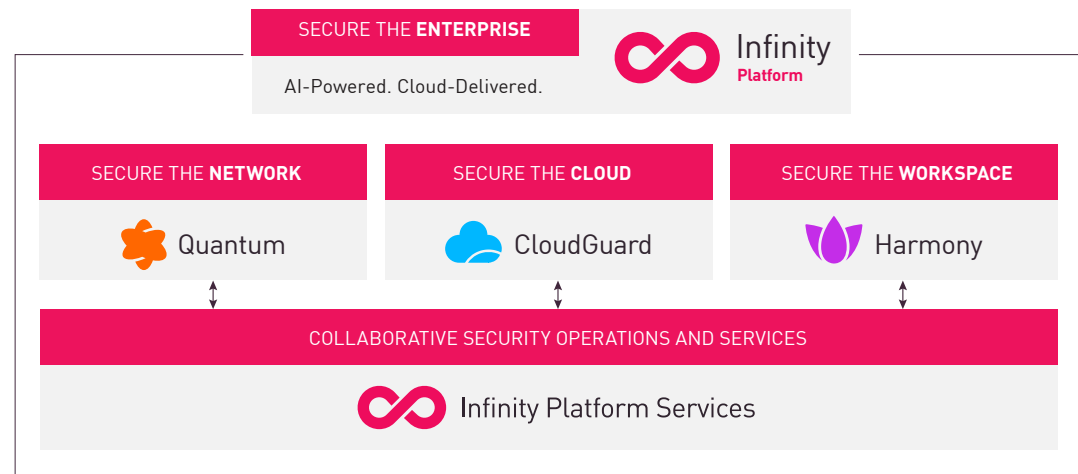 SECURE THE ENTERPRISE
AI-Powered. Cloud-Delivered.
Infinity
Platform
SECURE THE NETWORK
Quantum
SECURE THE CLOUD
CloudGuard
SECURE THE WORKSPACE
Harmony
COLLABORATIVE SECURITY OPERATIONS AND SERVICES
Infinity Platform Services